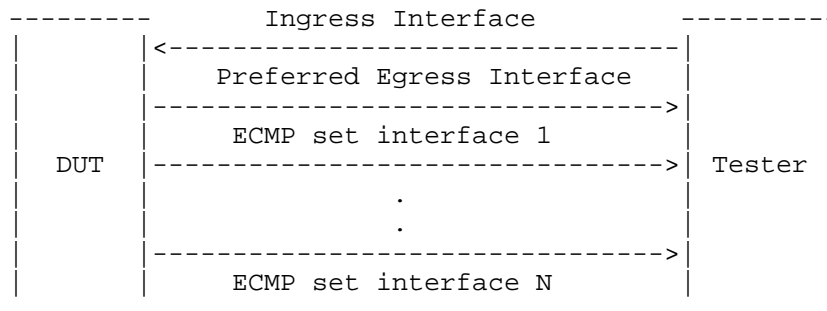 --------- Ingress Interface ---------
| |<--------------------------------|
| | Preferred Egress Interface |
| |-------------------------------->|
| | ECMP set interface 1 |
| DUT |-------------------------------->| Tester
| | . |
| | . |
| |-------------------------------->|
| | ECMP set interface N |